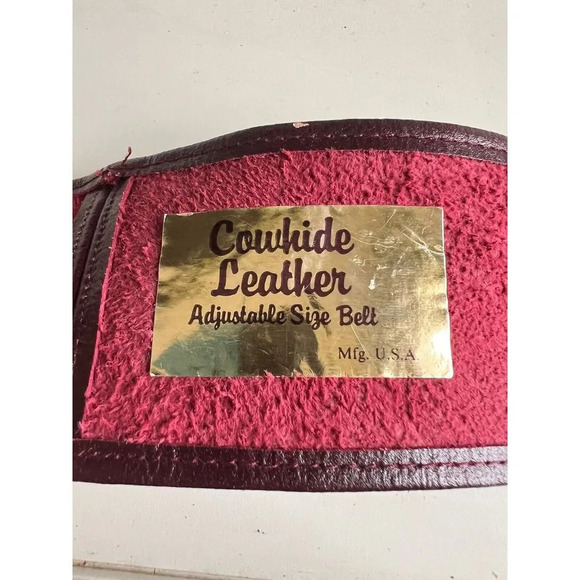 Cowhide
Leather
Adjustable Size Belt
Mfg. U.S.A.